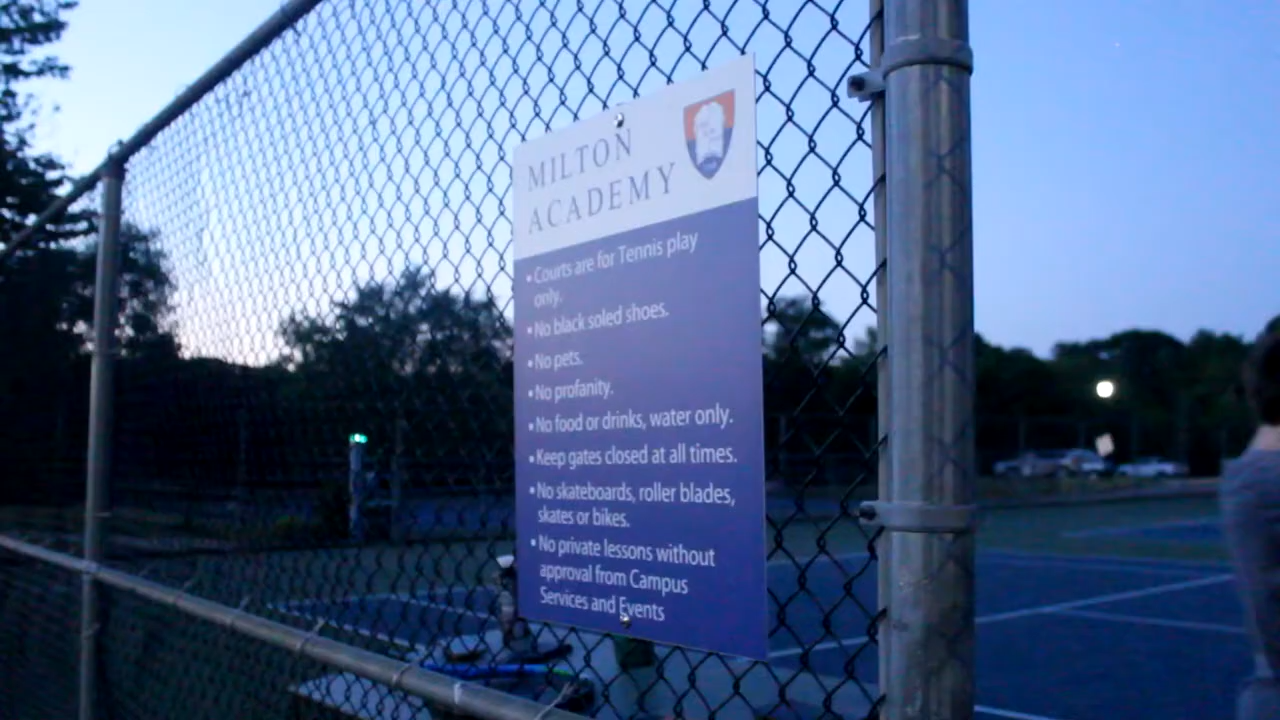 MILTON
ACADEMY
• Courts are for Tennis play
only.
• No black soled shoes.
• No pets.
• No profanity.
• No food or drinks, water only.
• Keep gates closed at all times.
• No skateboards, roller blades,
skates or bikes.
• No private lessons without
approval from Campus
Services and Events